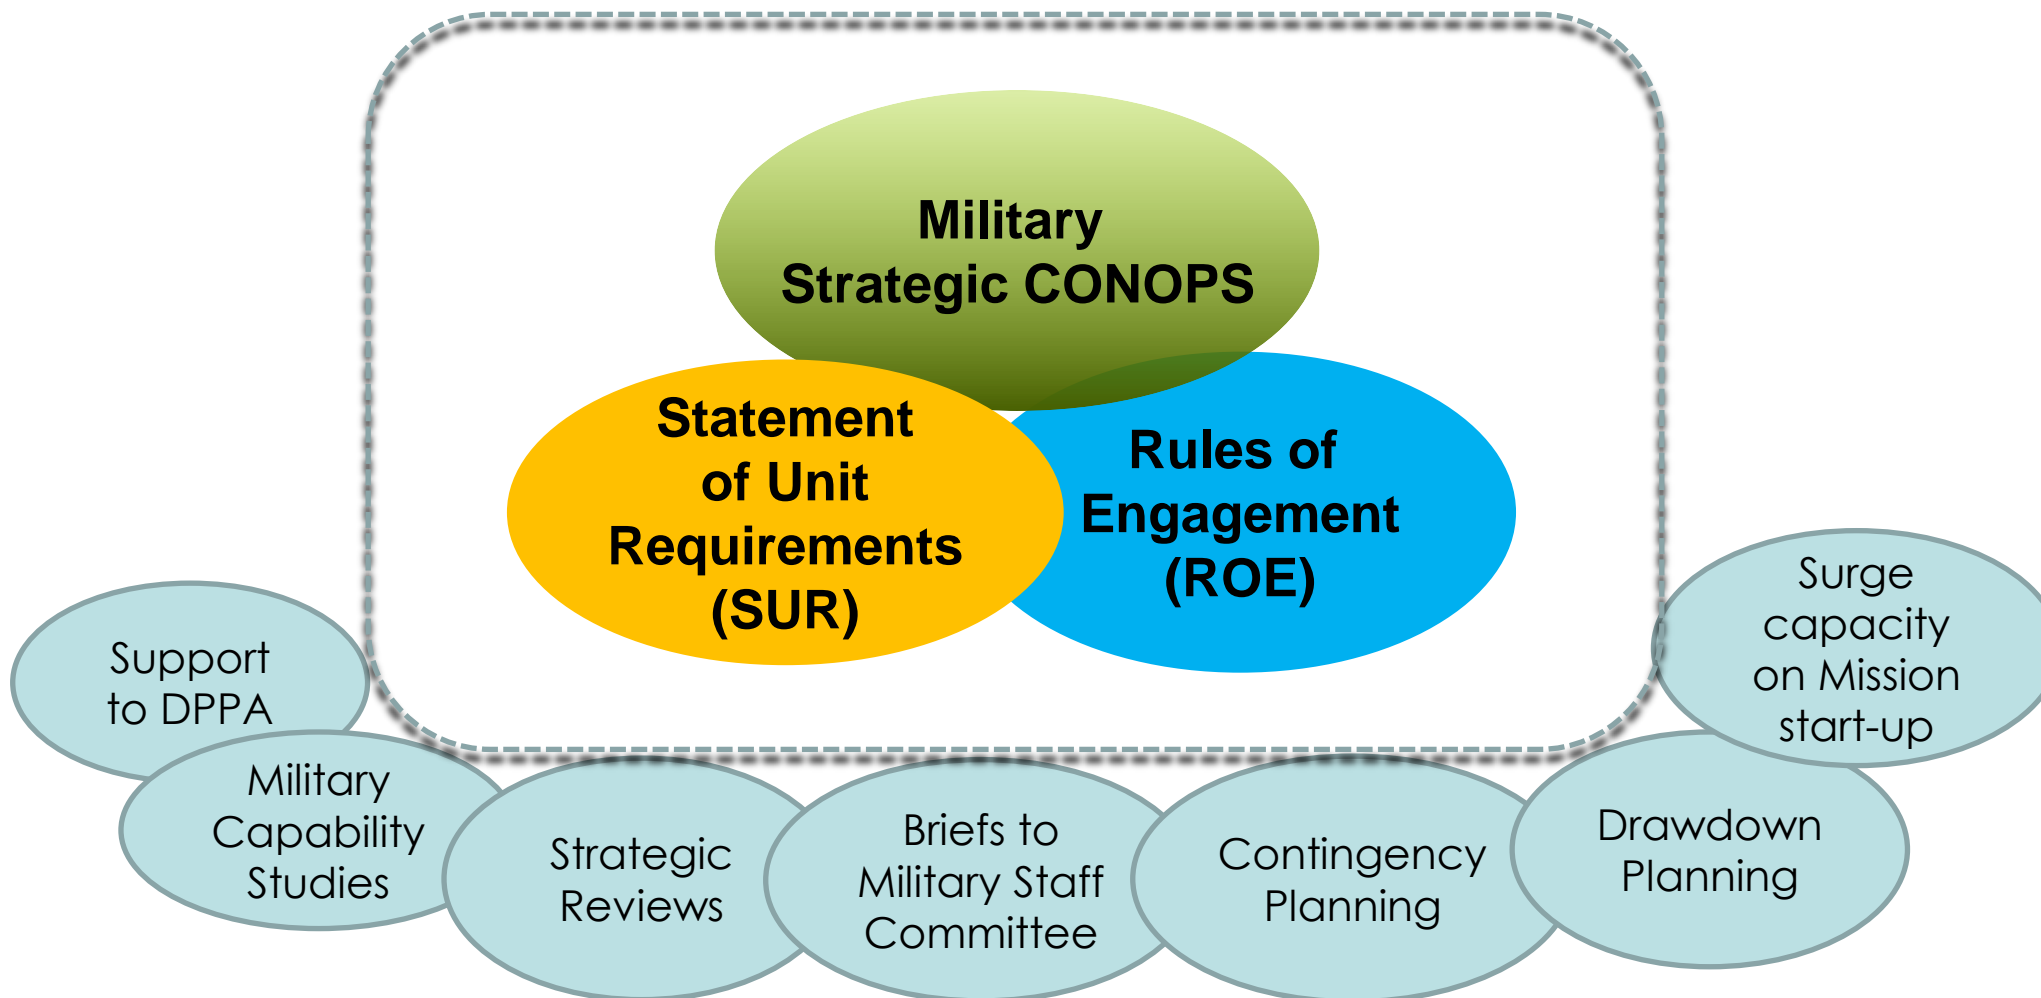 Military
Strategic CONOPS
Statement
of Unit
Requirements
(SUR)
Rules of
Engagement
(ROE)
Support
to DPPA
Military
Capability
Studies
Strategic
Reviews
Briefs to
Military Staff
Committee
Contingency
Planning
Drawdown
Planning
Surge
capacity
on Mission
start-up